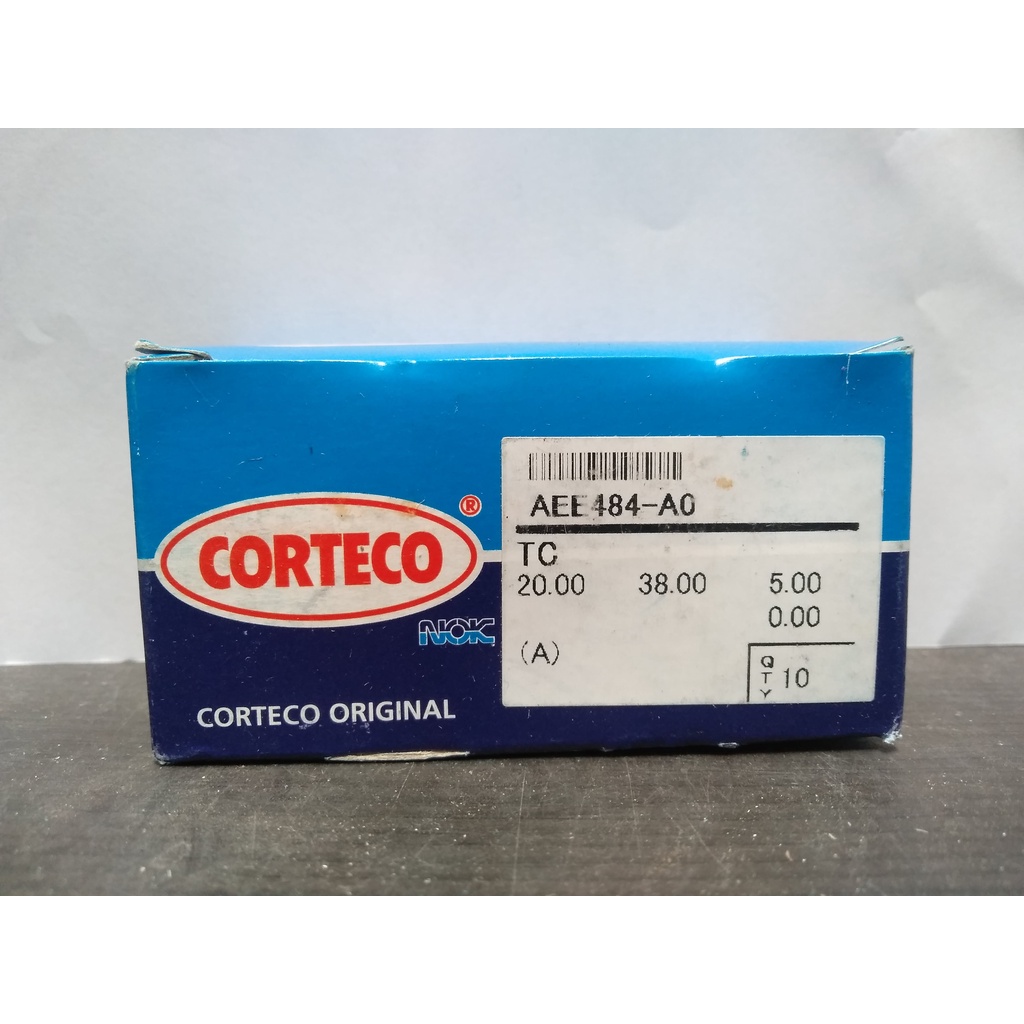 CORTECO®
NOK
CORTECO ORIGINAL
AEE484-A0
TC
20.00 38.00 5.00
0.00
(A)
QTY 10